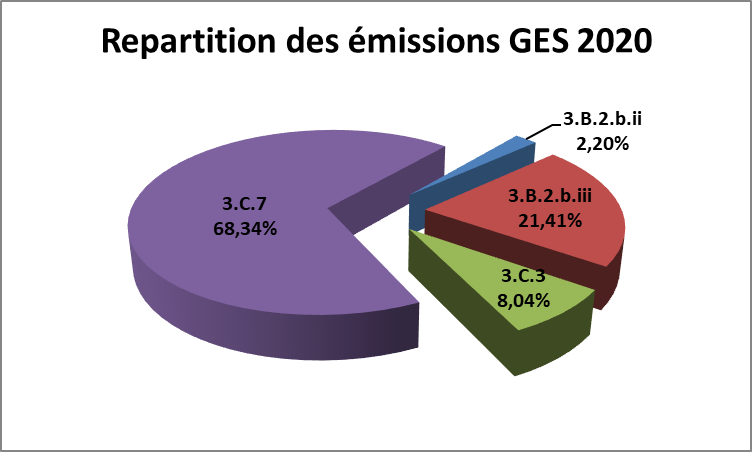 Repartition des émissions GES 2020
3.B.2.b.ii
2,20%
3.B.2.b.iii
21,41%
3.C.7
68,34%
3.C.3
8,04%